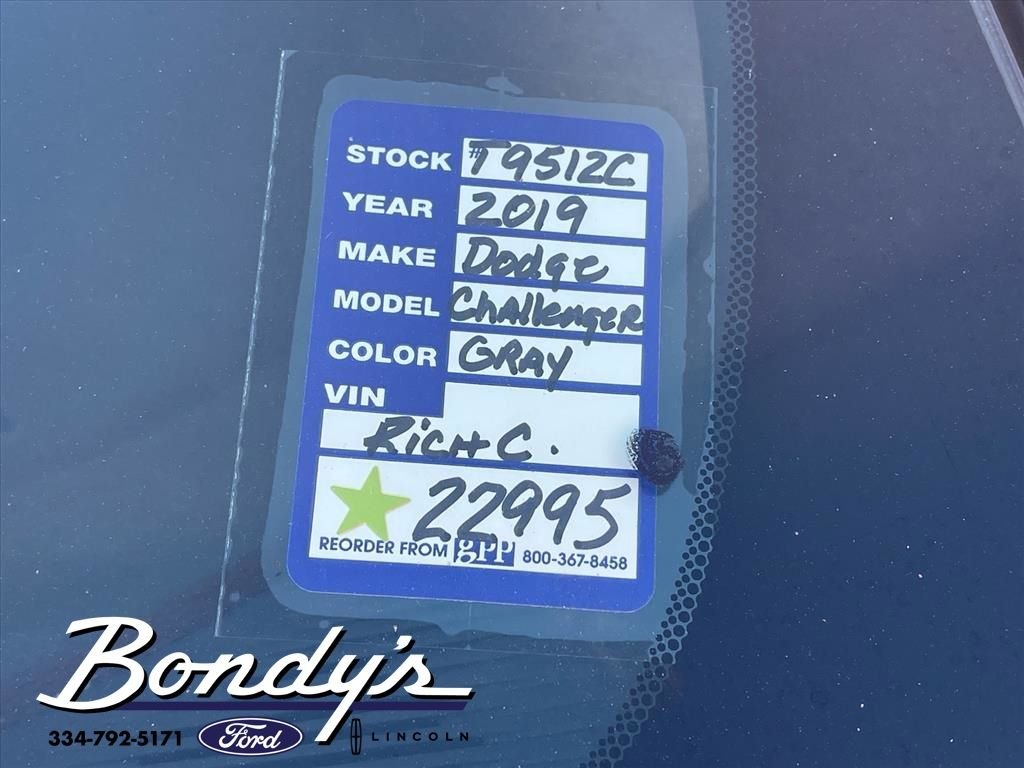 STOCK #T9512C
YEAR 2019
MAKE Dodge
MODEL Challenger
COLOR GRAY
VIN
RICH C.
22995
REORDER FROM gPP 800-367-8458
Bondy's
334-792-5171 Ford LINCOLN